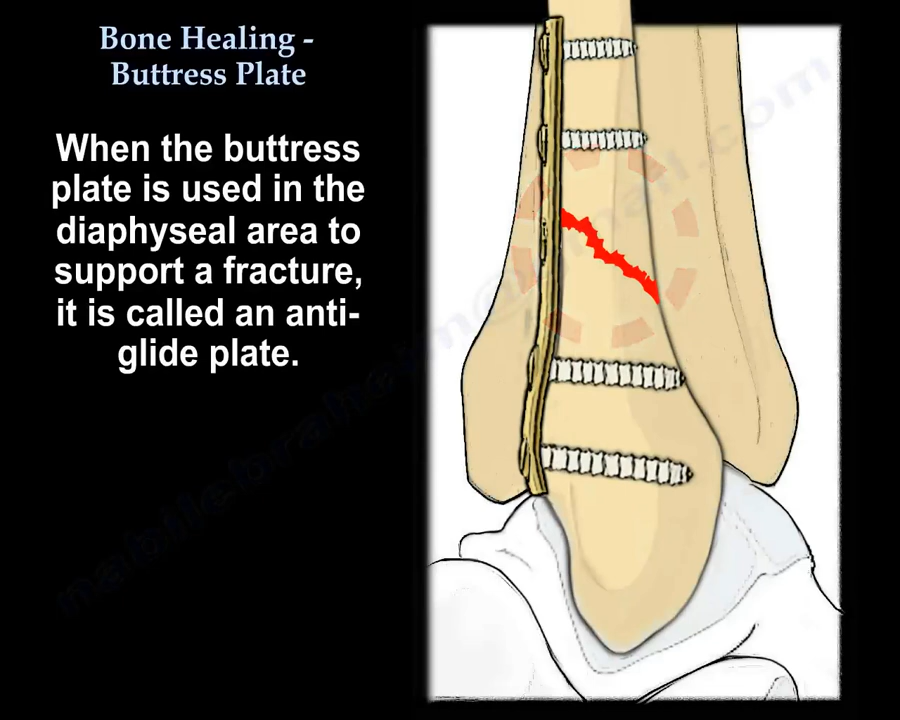 Bone Healing -
Buttress Plate
When the buttress
plate is used in the
diaphyseal area to
support a fracture,
it is called an anti-
glide plate.